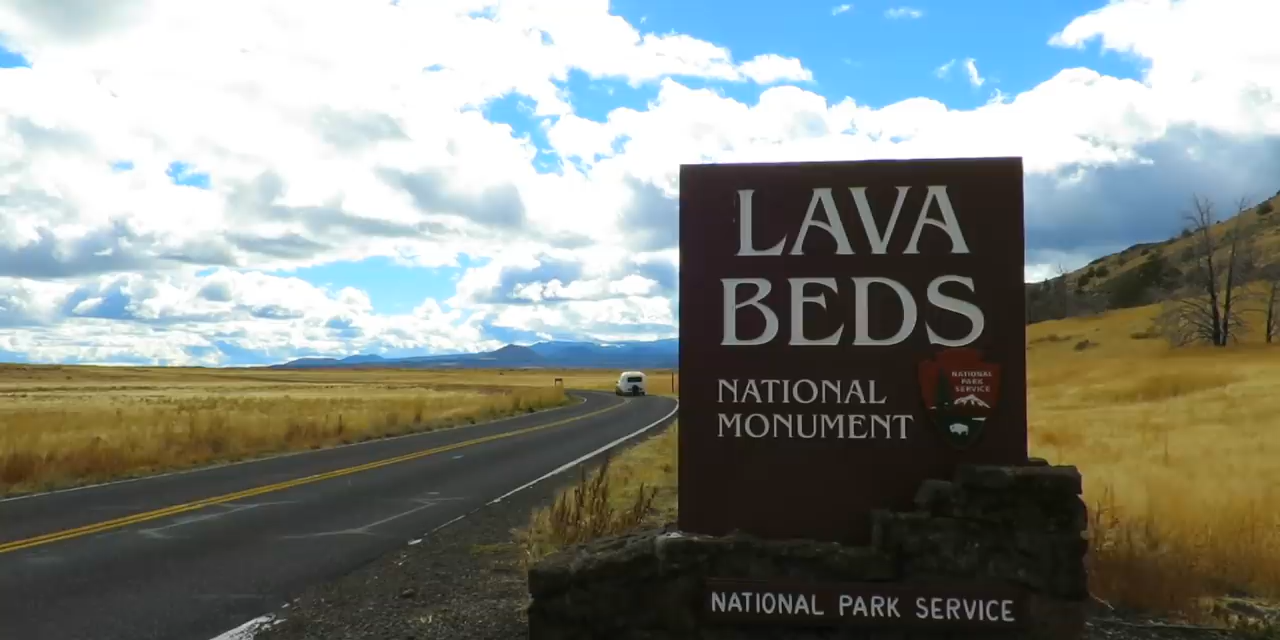 LAVA
BEDS
NATIONAL
MONUMENT
NATIONAL
PARK
SERVICE
NATIONAL PARK SERVICE